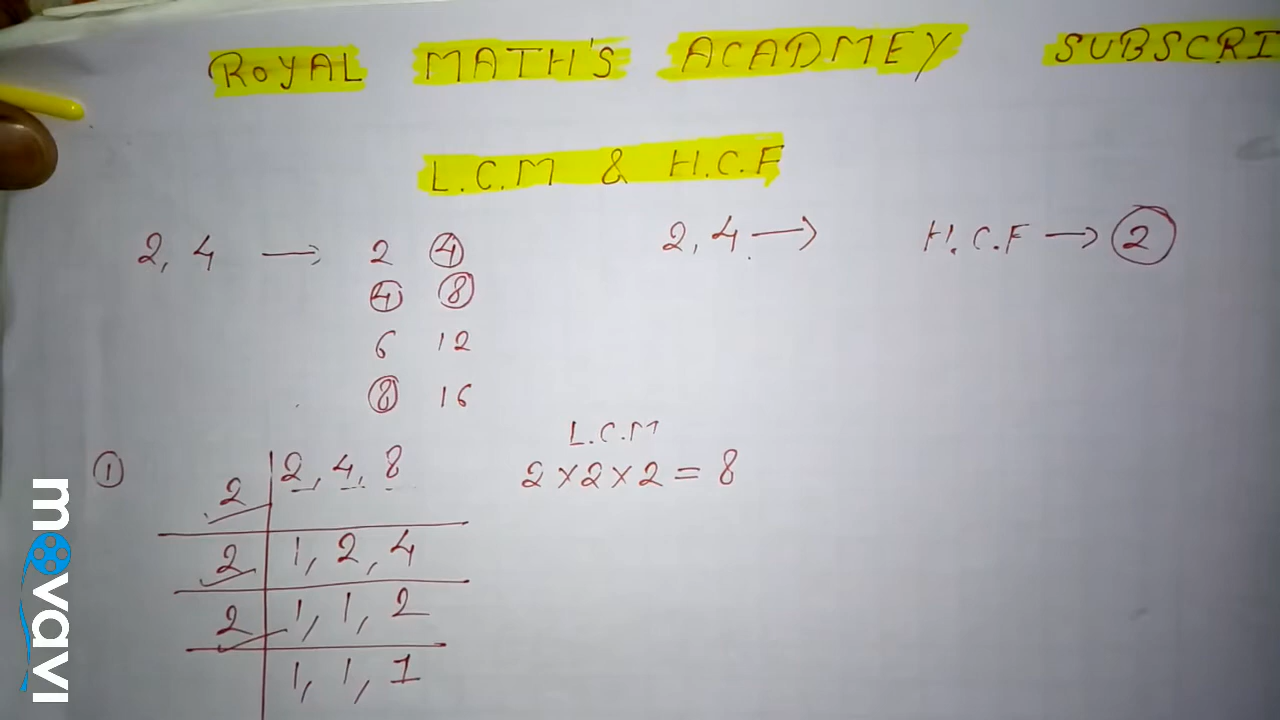 ROYAL MATH'S ACADMEY SUBSCRI
L.C.M & H.C.F
2, 4 → 2 4
4 8
6 12
8 16
2, 4 → H.C.F → 2
① 2 | 2, 4, 8
2 | 1, 2, 4
2 | 1, 1, 2
1, 1, 1
L.C.M
2×2×2 = 8
movavi